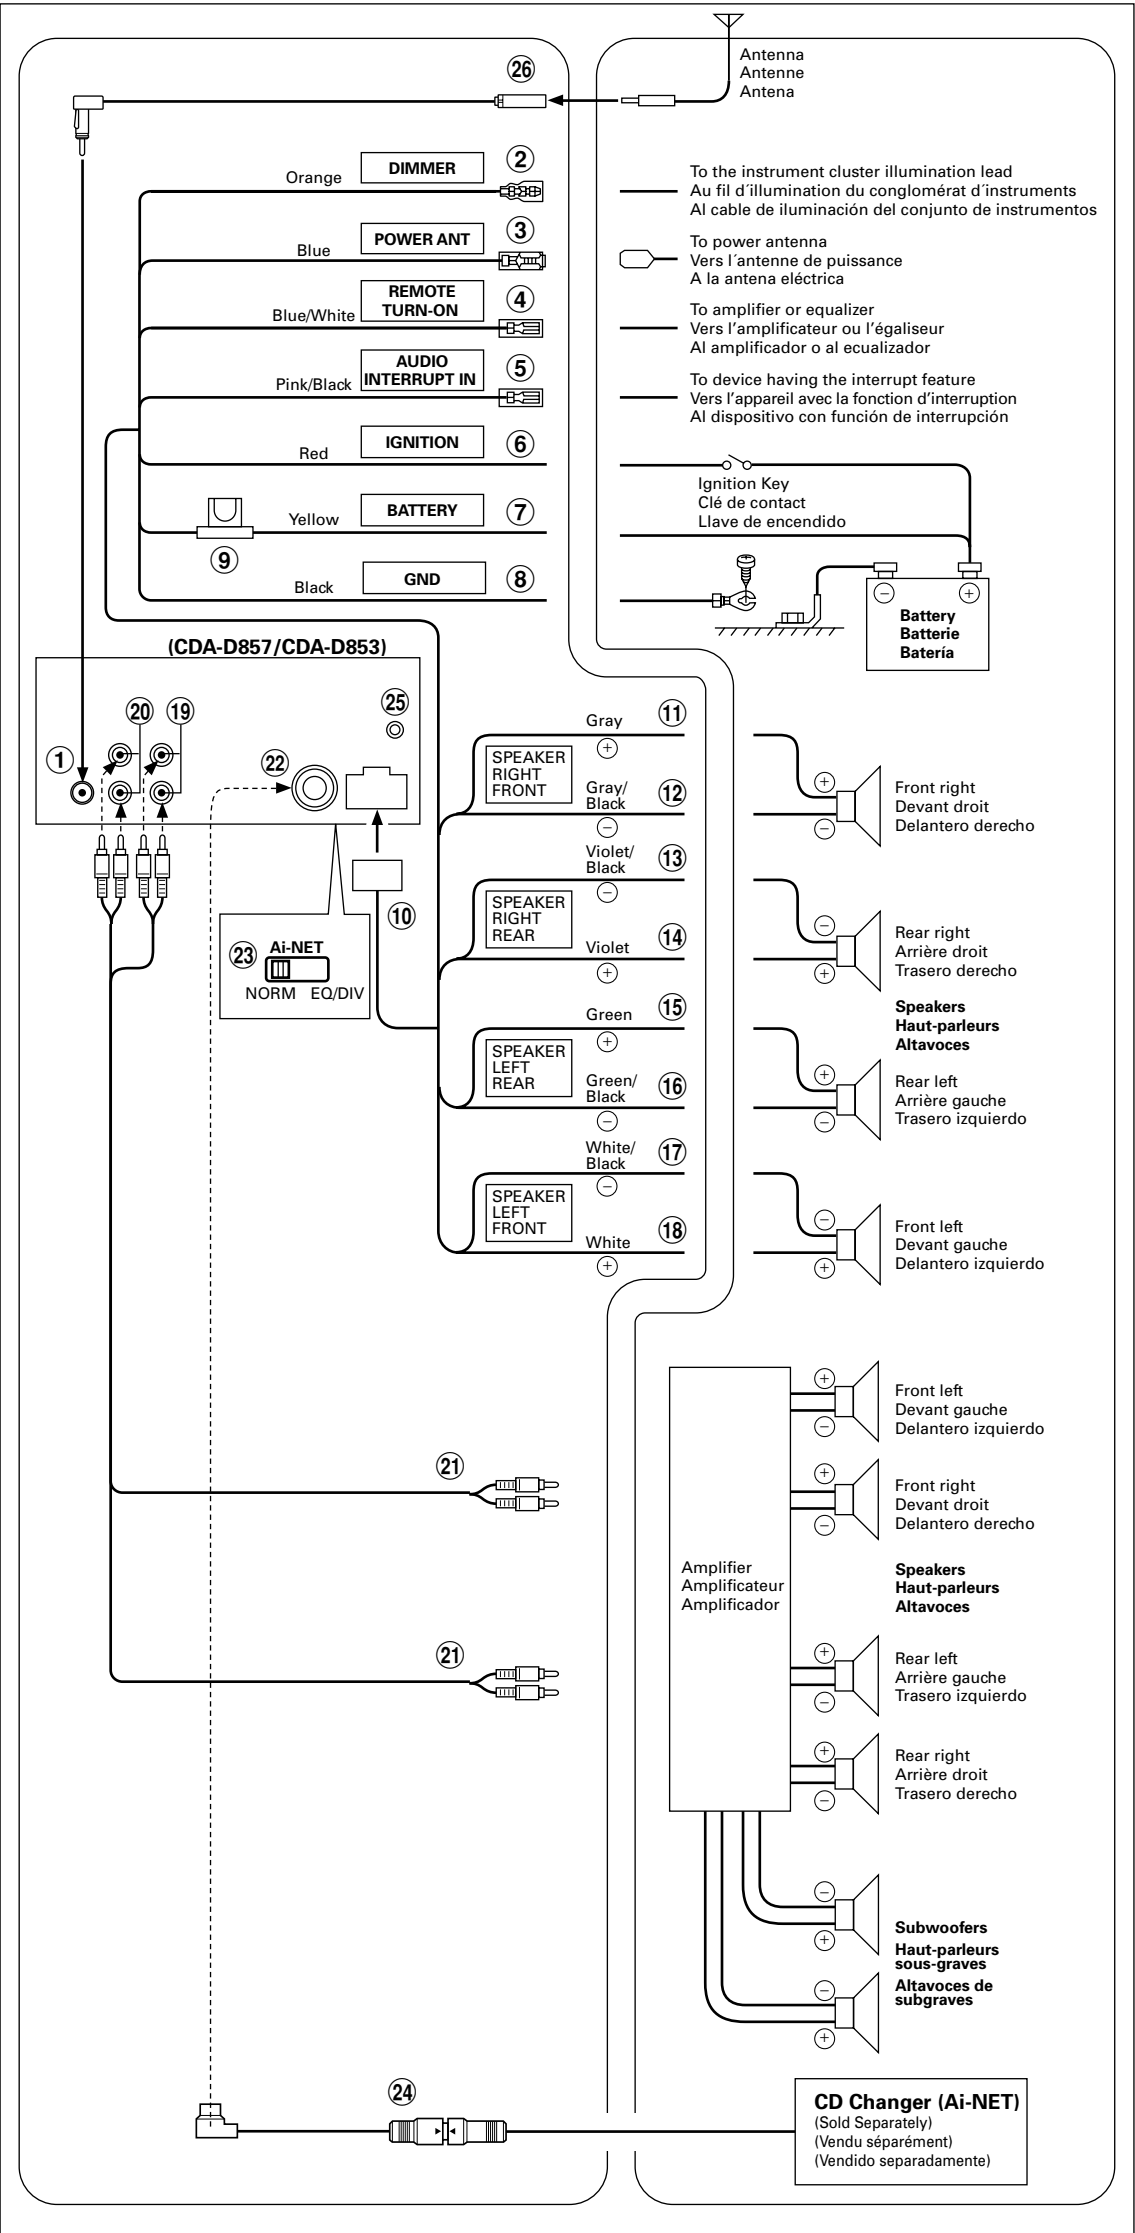 Antenna
Antenne
Antena
26
DIMMER
2
Orange
To the instrument cluster illumination lead
Au fil d´illumination du conglomérat d´instruments
Al cable de iluminación del conjunto de instrumentos
POWER ANT
3
Blue
To power antenna
Vers l´antenne de puissance
A la antena eléctrica
REMOTE
TURN-ON
4
Blue/White
To amplifier or equalizer
Vers l’amplificateur ou l’égaliseur
Al amplificador o al ecualizador
AUDIO
INTERRUPT IN
5
Pink/Black
To device having the interrupt feature
Vers l’appareil avec la fonction d’interruption
Al dispositivo con función de interrupción
IGNITION
6
Red
Ignition Key
Clé de contact
Llave de encendido
BATTERY
7
Yellow
9
GND
8
Black
− +
Battery
Batterie
Batería
(CDA-D857/CDA-D853)
20 19 25
1
22
10
23
Ai-NET
NORM EQ/DIV
Gray
11
+
SPEAKER
RIGHT
FRONT
Gray/
Black
12
−
+
−
Front right
Devant droit
Delantero derecho
Violet/
Black
13
−
SPEAKER
RIGHT
REAR
Violet
14
+
−
+
Rear right
Arrière droit
Trasero derecho
Speakers
Haut-parleurs
Altavoces
Green
15
+
SPEAKER
LEFT
REAR
Green/
Black
16
−
+
−
Rear left
Arrière gauche
Trasero izquierdo
White/
Black
17
−
SPEAKER
LEFT
FRONT
White
18
+
−
+
Front left
Devant gauche
Delantero izquierdo
21
21
Amplifier
Amplificateur
Amplificador
+
−
Front left
Devant gauche
Delantero izquierdo
+
−
Front right
Devant droit
Delantero derecho
Speakers
Haut-parleurs
Altavoces
+
−
Rear left
Arrière gauche
Trasero izquierdo
+
−
Rear right
Arrière droit
Trasero derecho
−
+
Subwoofers
Haut-parleurs
sous-graves
Altavoces de
subgraves
−
+
24
CD Changer (Ai-NET)
(Sold Separately)
(Vendu séparément)
(Vendido separadamente)